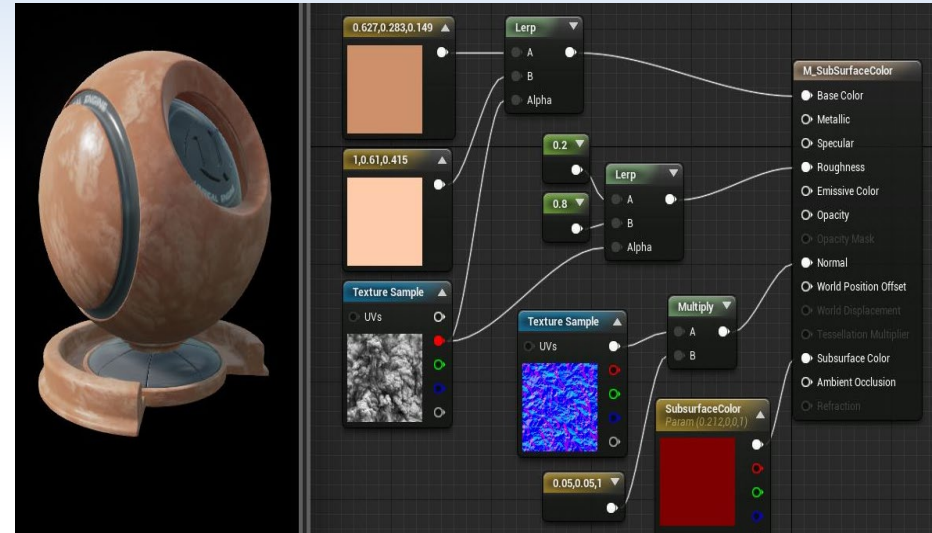 0.627,0.283,0.149
Lerp
A
B
Alpha
1,0.61,0.415
0.2
0.8
Lerp
A
B
Alpha
Texture Sample
UVs
Texture Sample
UVs
Multiply
A
B
0.05,0.05,1
SubsurfaceColor
Param (0.212,0,0,1)
M_SubSurfaceColor
Base Color
Metallic
Specular
Roughness
Emissive Color
Opacity
Opacity Mask
Normal
World Position Offset
World Displacement
Tessellation Multiplier
Subsurface Color
Ambient Occlusion
Refraction